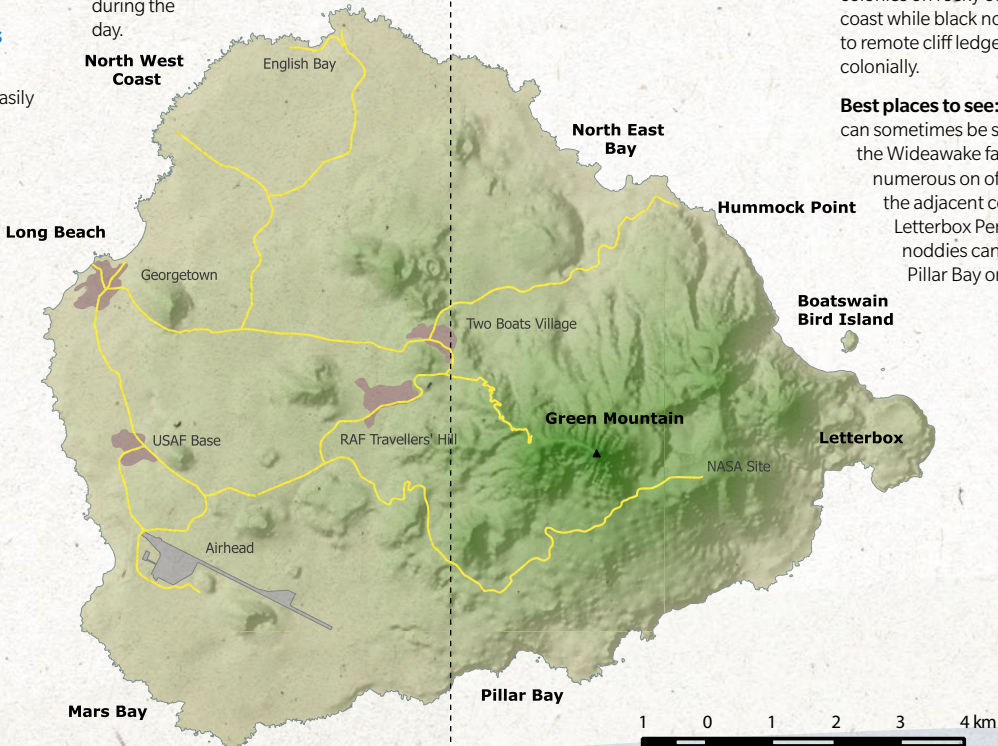 during the
day.
s
asily
coast while black no
to remote cliff ledge
colonially.
Best places to see:
can sometimes be s
the Wideawake fa
numerous on of
the adjacent co
Letterbox Per
noddies can
Pillar Bay or
North West
Coast
English Bay
North East
Bay
Hummock Point
Long Beach
Georgetown
Boatswain
Bird Island
Two Boats Village
Green Mountain
RAF Travellers' Hill
USAF Base
Letterbox
NASA Site
Airhead
Pillar Bay
Mars Bay
1 0 1 2 3 4 km